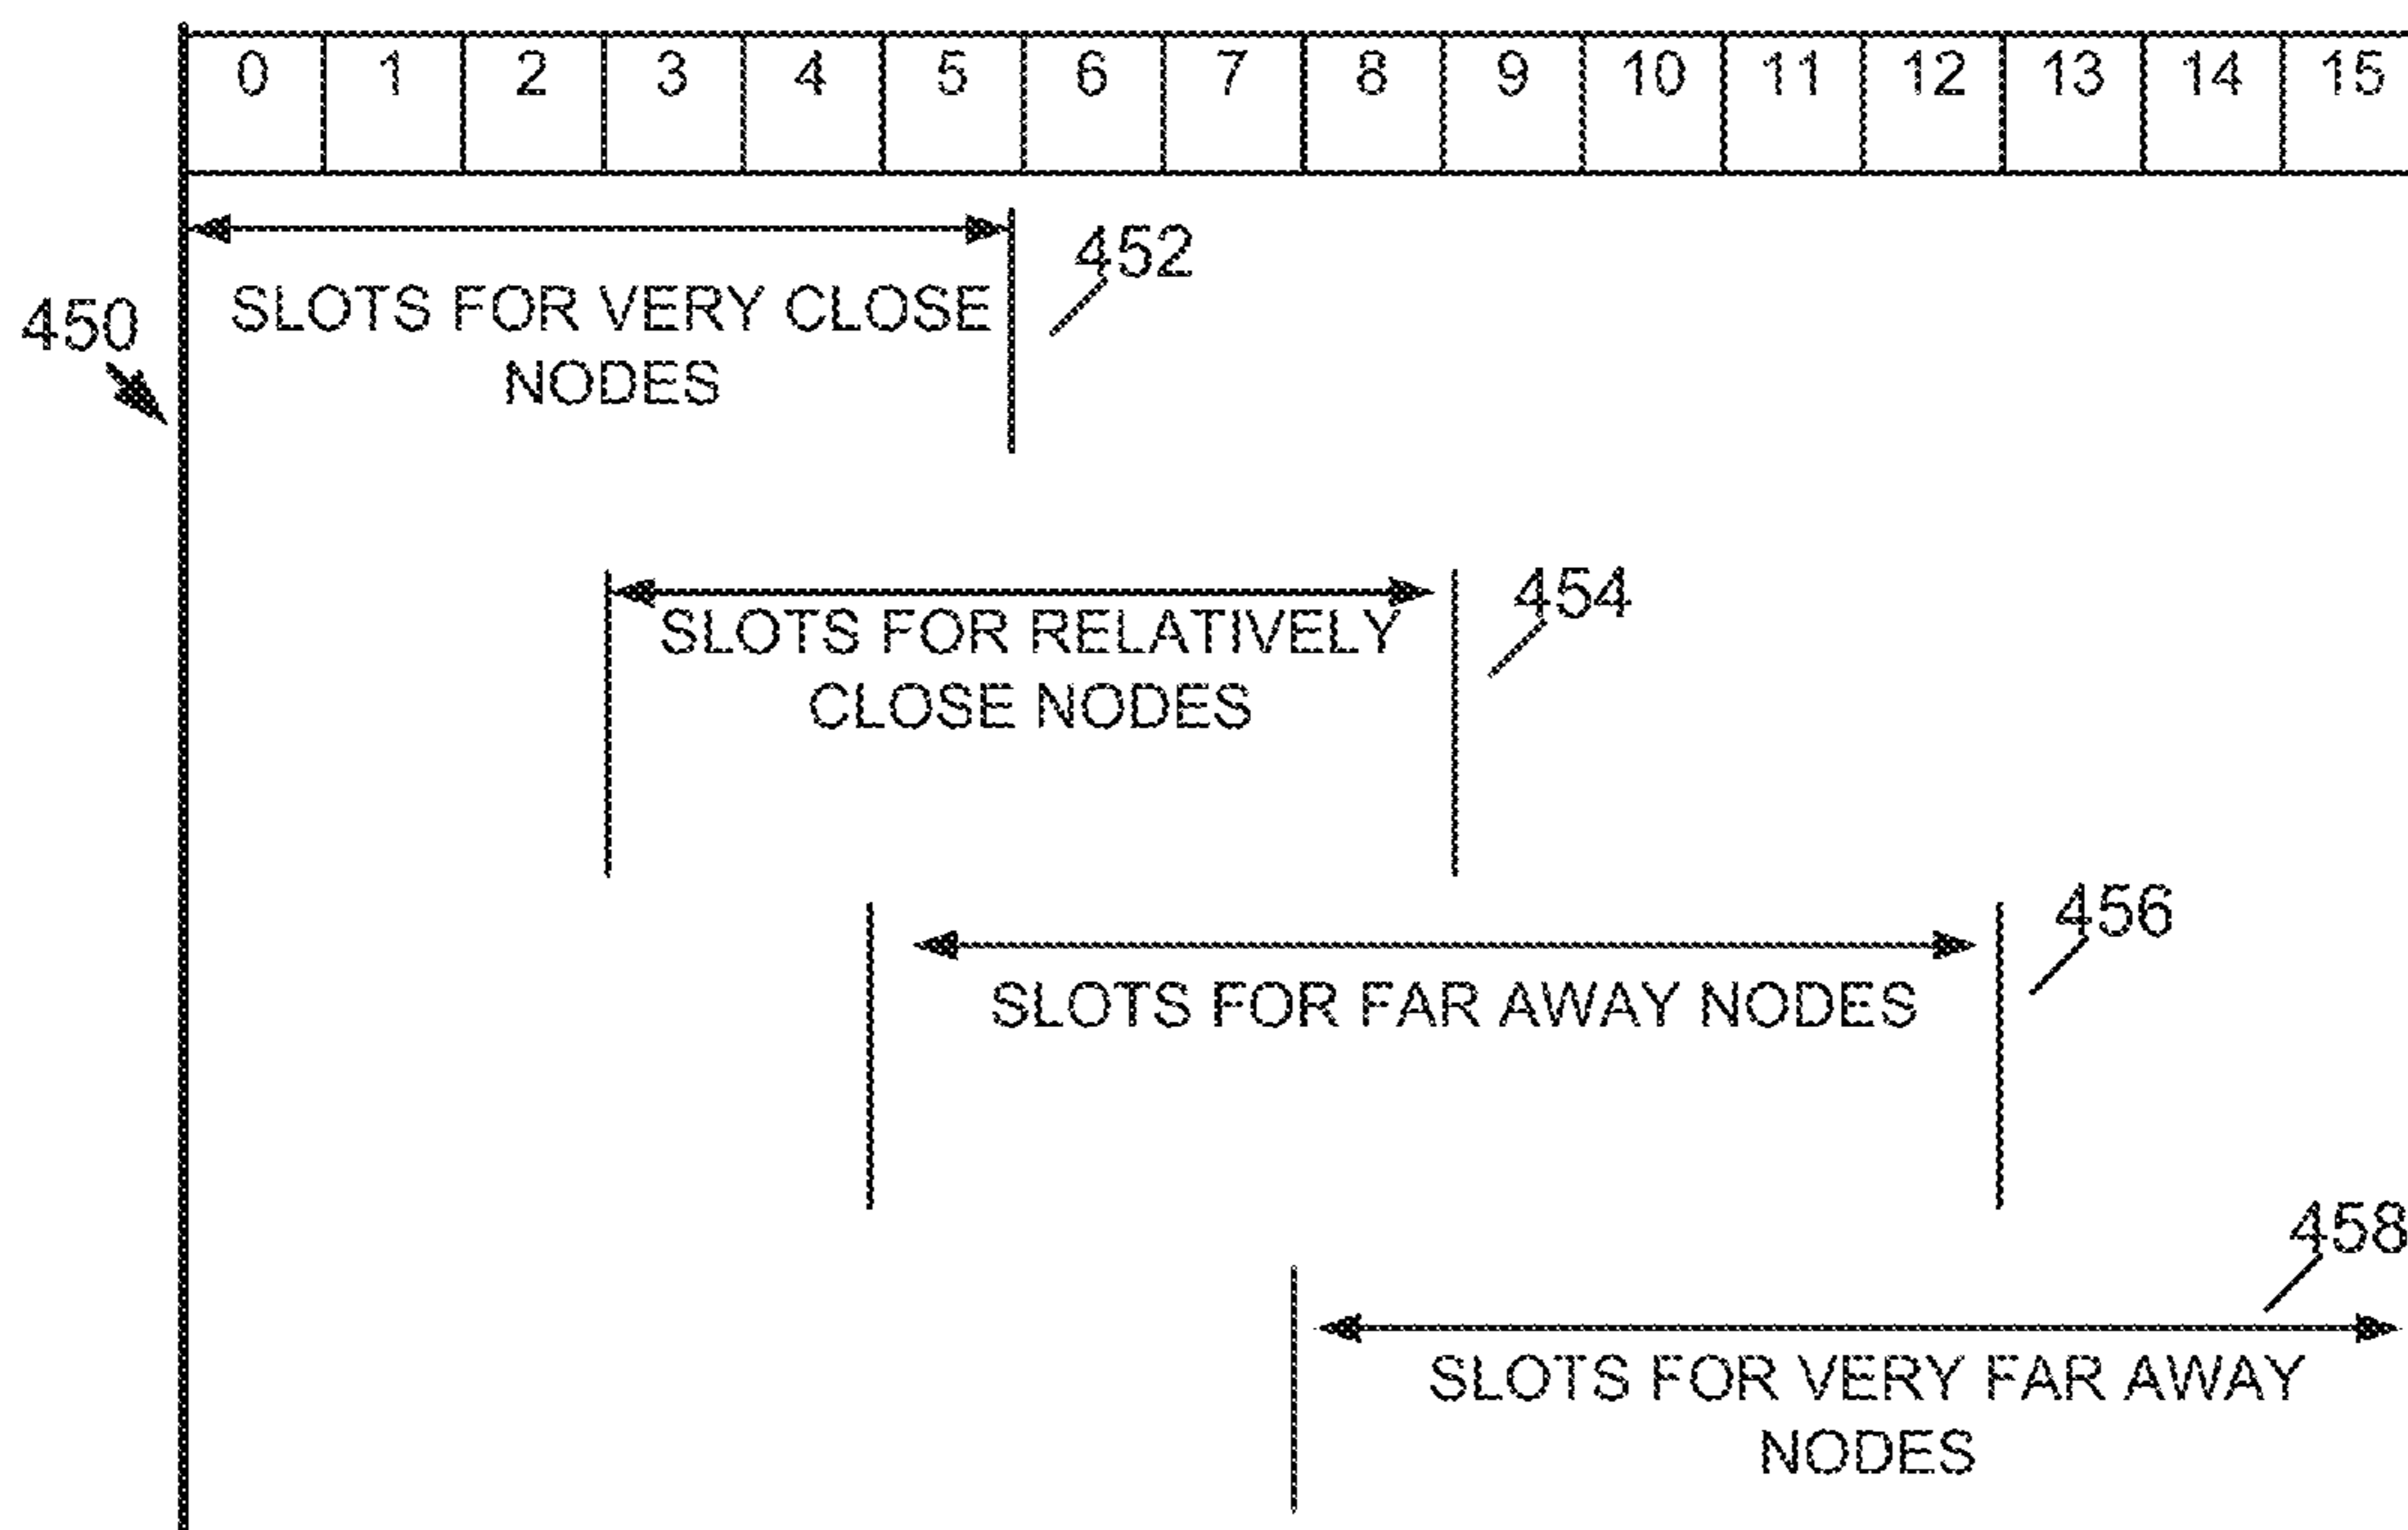 0 1 2 3 4 5 6 7 8 9 10 11 12 13 14 15
452
450
SLOTS FOR VERY CLOSE
NODES
454
SLOTS FOR RELATIVELY
CLOSE NODES
456
SLOTS FOR FAR AWAY NODES
458
SLOTS FOR VERY FAR AWAY
NODES